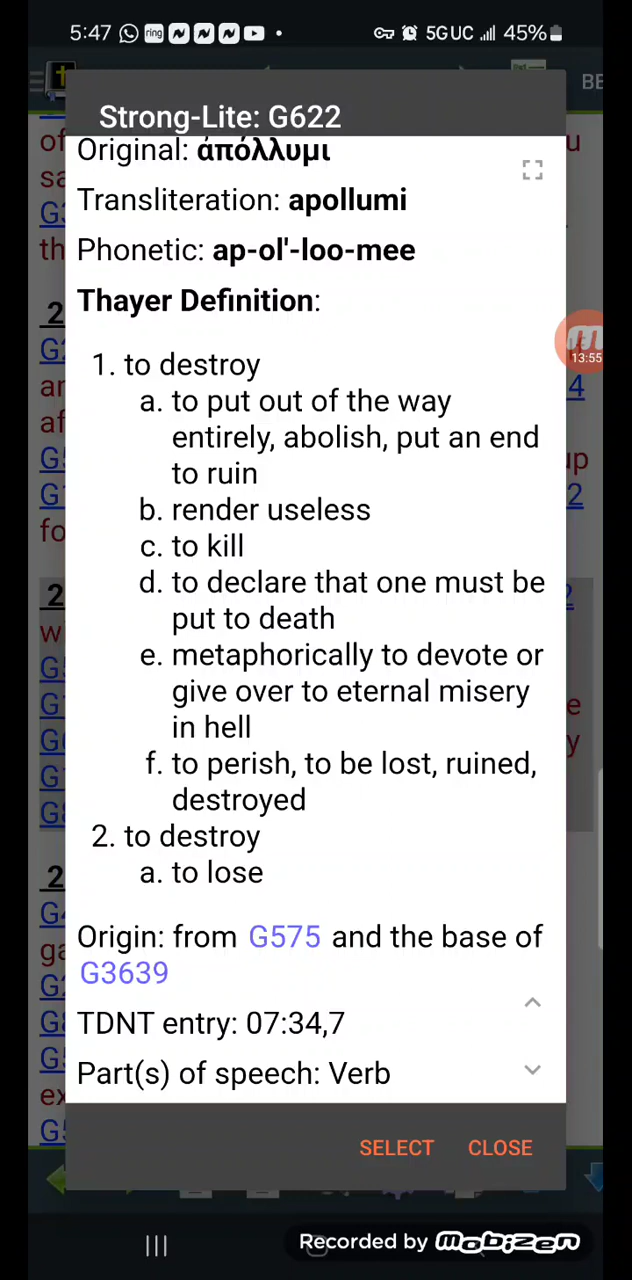 5:47 ring 5GUC 45%
BE
Strong-Lite: G622
Original: ἀπόλλυμι
Transliteration: apollumi
Phonetic: ap-ol'-loo-mee
Thayer Definition:
1. to destroy
a. to put out of the way
entirely, abolish, put an end
to ruin
b. render useless
c. to kill
d. to declare that one must be
put to death
e. metaphorically to devote or
give over to eternal misery
in hell
f. to perish, to be lost, ruined,
destroyed
2. to destroy
a. to lose
Origin: from G575 and the base of
G3639
TDNT entry: 07:34,7
Part(s) of speech: Verb
SELECT CLOSE
13:55
Recorded by mobizen